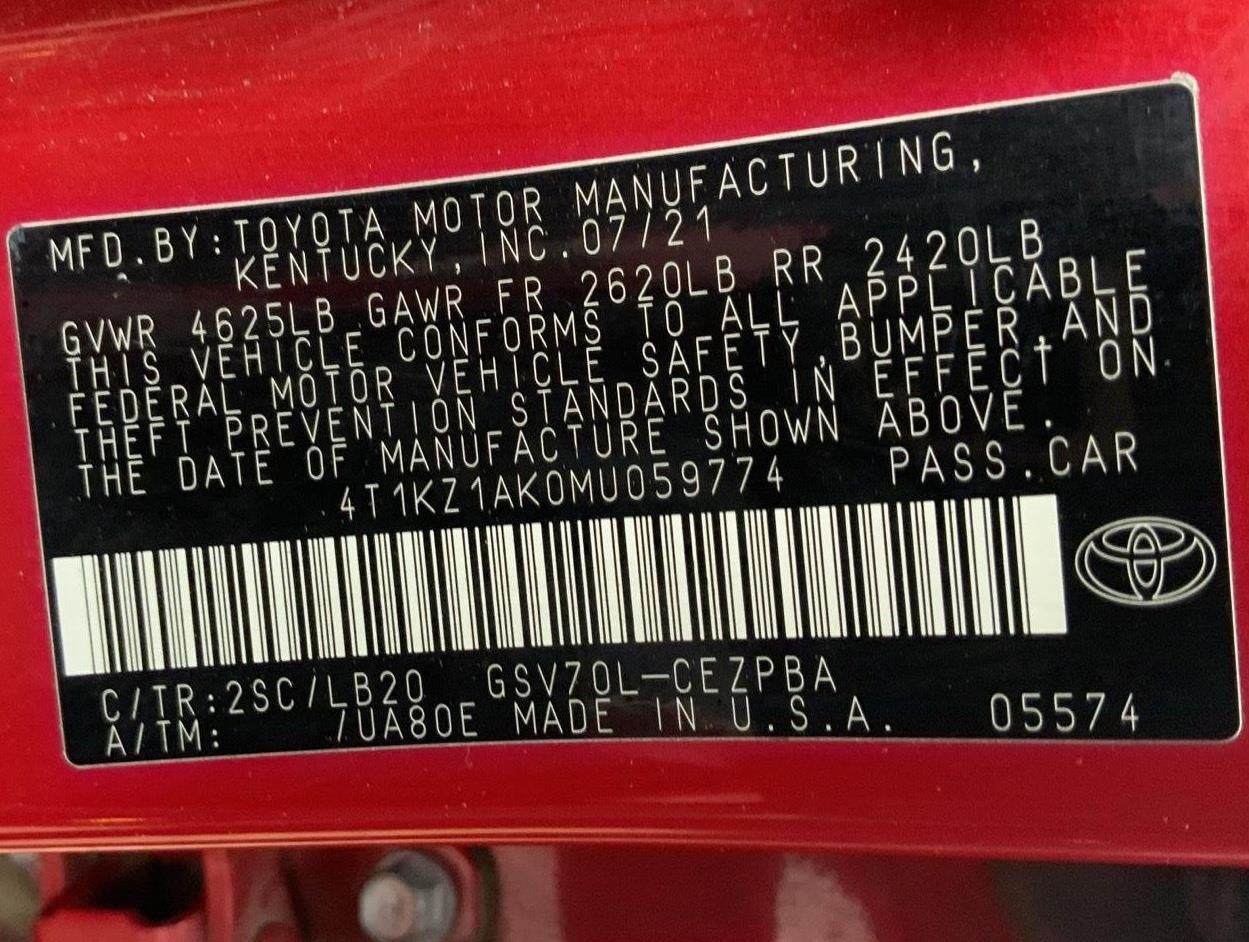 MFD.BY:TOYOTA MOTOR MANUFACTURING,
KENTUCKY,INC.07/21
GVWR 4625LB GAWR FR 2620LB RR 2420LB
THIS VEHICLE CONFORMS TO ALL APPLICABLE
FEDERAL MOTOR VEHICLE SAFETY,BUMPER,AND
THEFT PREVENTION STANDARDS IN EFFECT ON
THE DATE OF MANUFACTURE SHOWN ABOVE.
4T1KZ1AK0MU059774 PASS.CAR
C/TR:2SC/LB20 GSV70L-CEZPBA
A/TM: /UA80E MADE IN U.S.A. 05574